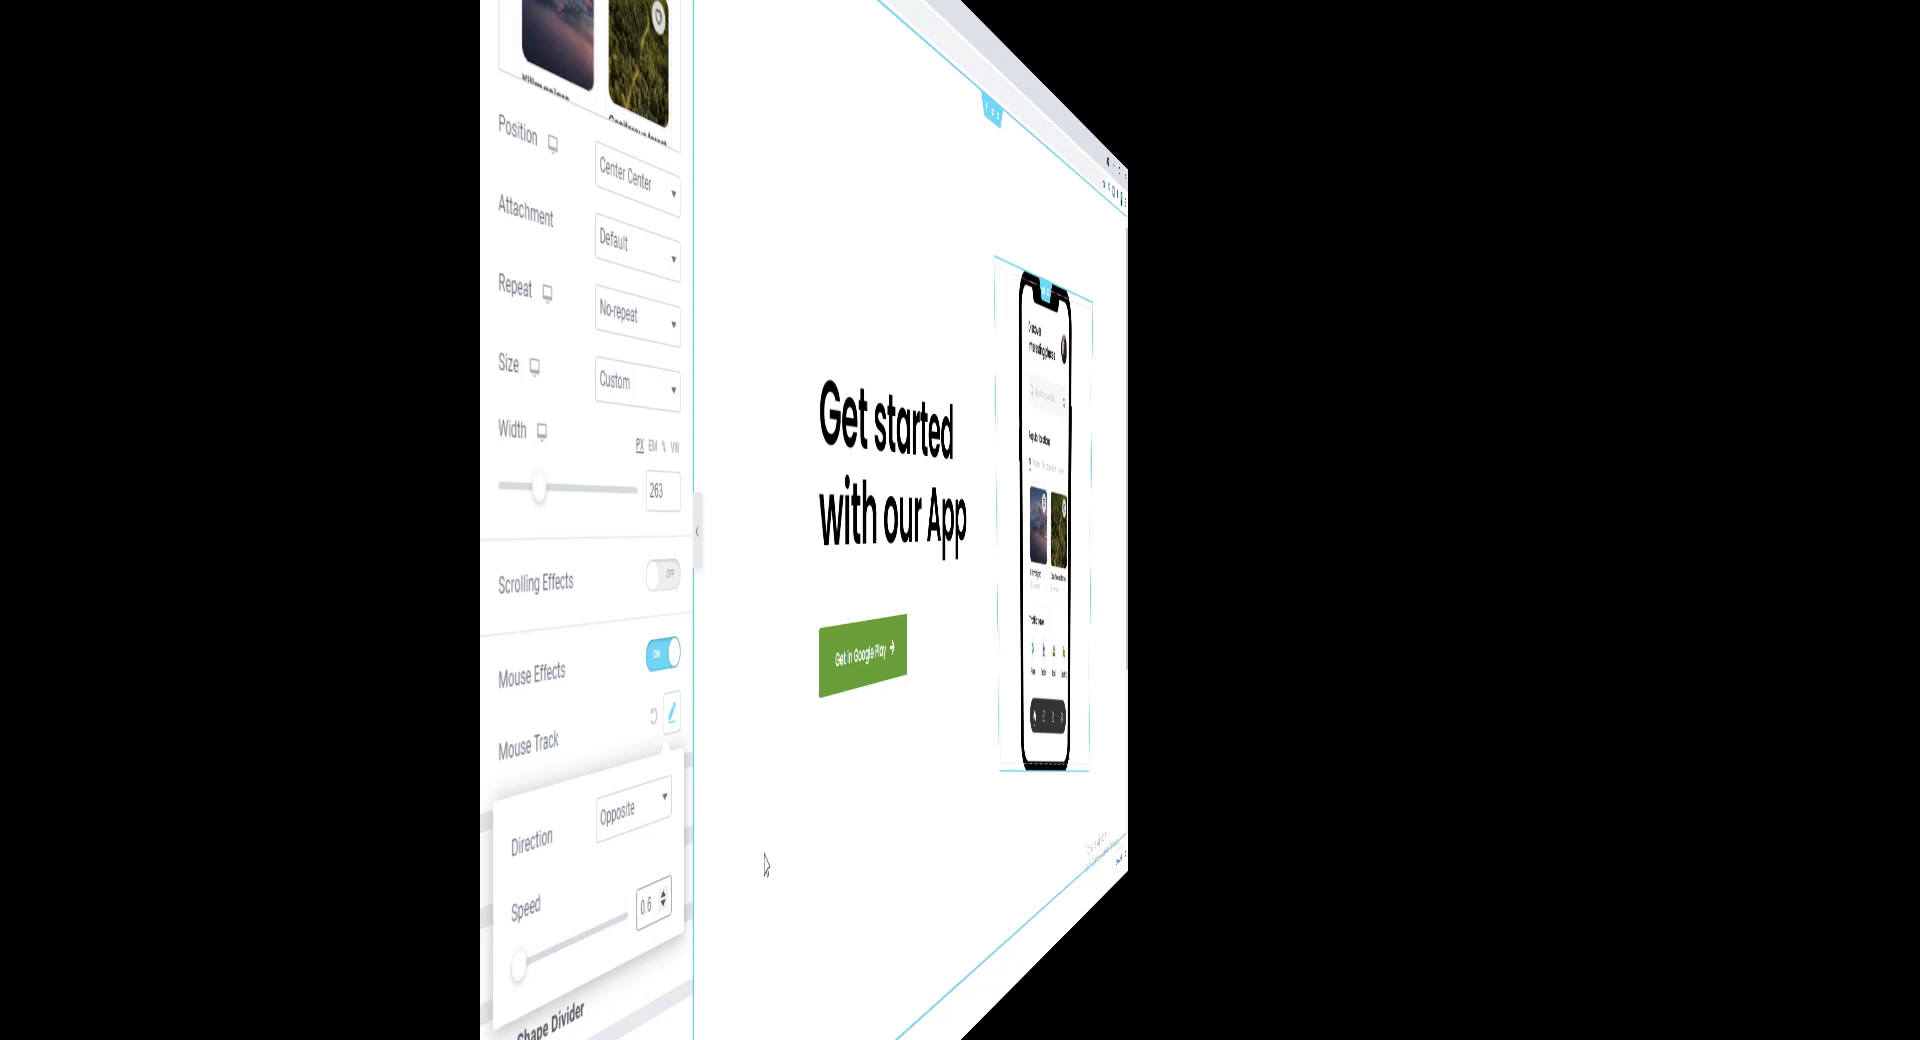 Position
Center Center
Attachment
Default
Repeat
No-repeat
Size
Custom
Width
PX EM % VW
263
Scrolling Effects
OFF
Mouse Effects
ON
Mouse Track
Direction
Opposite
Speed
0.6
Shape Divider
Get started
with our App
Get in Google Play